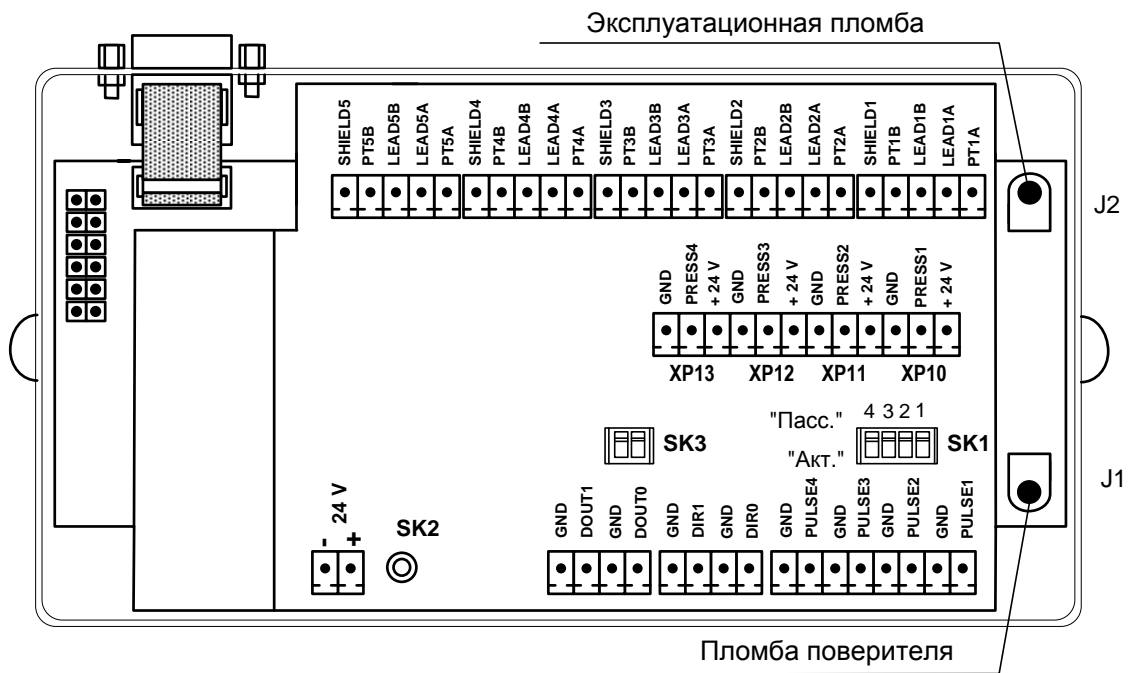 Эксплуатационная пломба
SHIELD5 PT5B LEAD5B LEAD5A PT5A SHIELD4 PT4B LEAD4B LEAD4A PT4A SHIELD3 PT3B LEAD3B LEAD3A PT3A SHIELD2 PT2B LEAD2B LEAD2A PT2A SHIELD1 PT1B LEAD1B LEAD1A PT1A
J2
GND PRESS4 + 24 V GND PRESS3 + 24 V GND PRESS2 + 24 V GND PRESS1 + 24 V
XP13 XP12 XP11 XP10
"Пасс." 4 3 2 1
SK3 SK1
"Акт."
J1
- + 24 V
SK2
GND DOUT1 GND DOUT0 GND DIR1 GND DIR0 GND PULSE4 GND PULSE3 GND PULSE2 GND PULSE1
Пломба поверителя